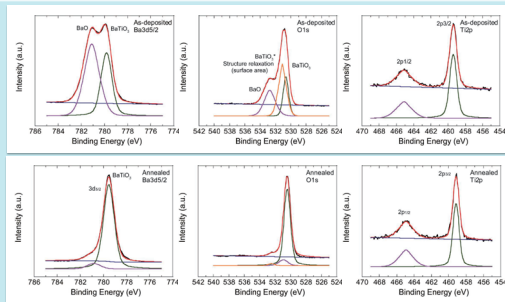 As-deposited
Ba3d5/2
BaO
BaTiO3
Intensity (a.u.)
786 784 782 780 778 776 774
Binding Energy (eV)
As-deposited
O1s
BaTiO3*
Structure relaxation
(surface area)
BaTiO3
BaO
Intensity (a.u.)
542 540 538 536 534 532 530 528 526 524
Binding Energy (eV)
As-deposited
Ti2p
2p3/2
2p1/2
Intensity (a.u.)
470 468 466 464 462 460 458 456 454
Binding Energy (eV)
Annealed
Ba3d5/2
BaTiO3
3d5/2
Intensity (a.u.)
786 784 782 780 778 776 774
Binding Energy (eV)
Annealed
O1s
Intensity (a.u.)
542 540 538 536 534 532 530 528 526 524
Binding Energy (eV)
Annealed
Ti2p
2p3/2
2p1/2
Intensity (a.u.)
470 468 466 464 462 460 458 456 454
Binding Energy (eV)